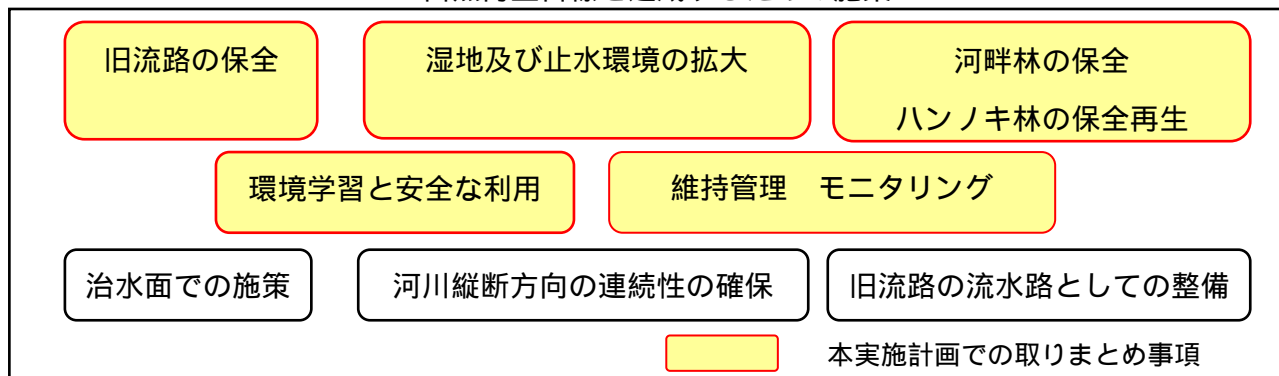 旧流路の保全
湿地及び止水環境の拡大
河畔林の保全
ハンノキ林の保全再生
環境学習と安全な利用
維持管理　モニタリング
治水面での施策
河川縦断方向の連続性の確保
旧流路の流水路としての整備
本実施計画での取りまとめ事項